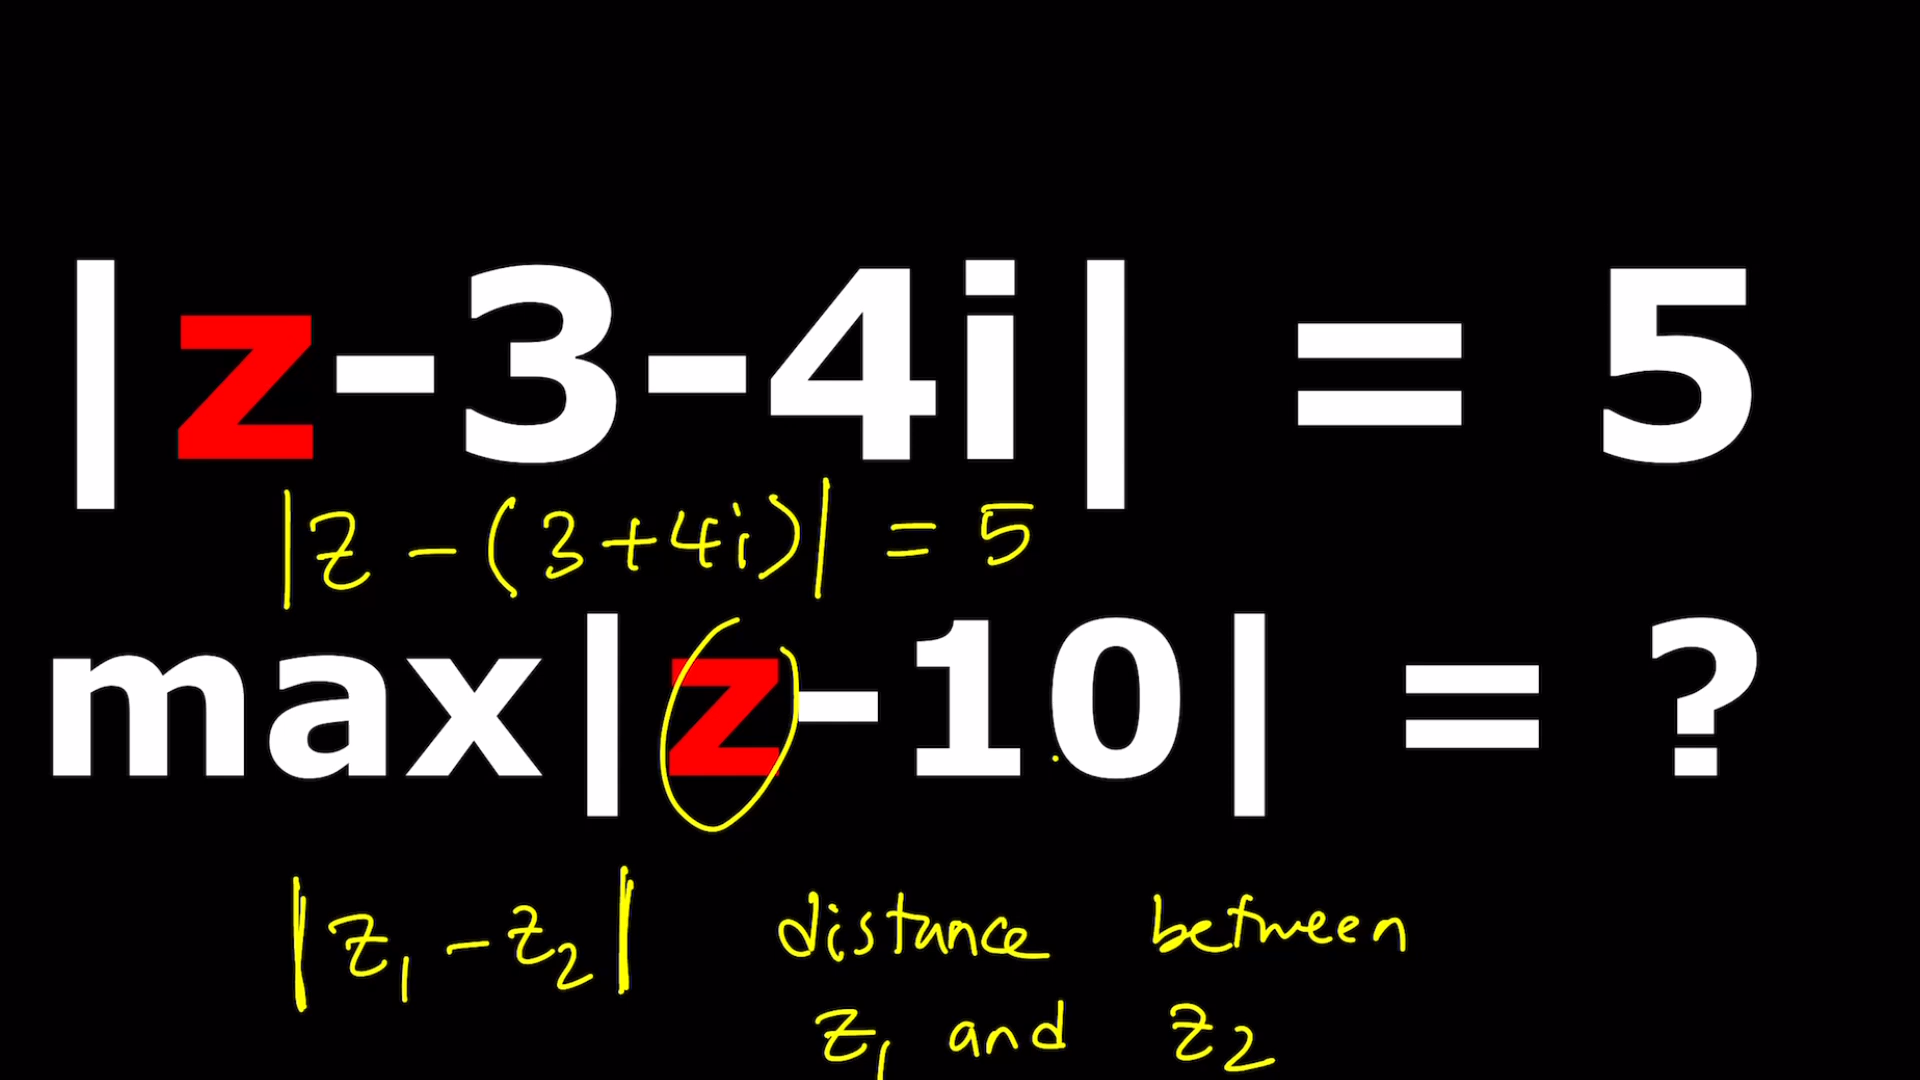 |z-3-4i| = 5
|z - (3+4i)| = 5
max|z-10| = ?
|z₁ - z₂| distance between
z₁ and z₂